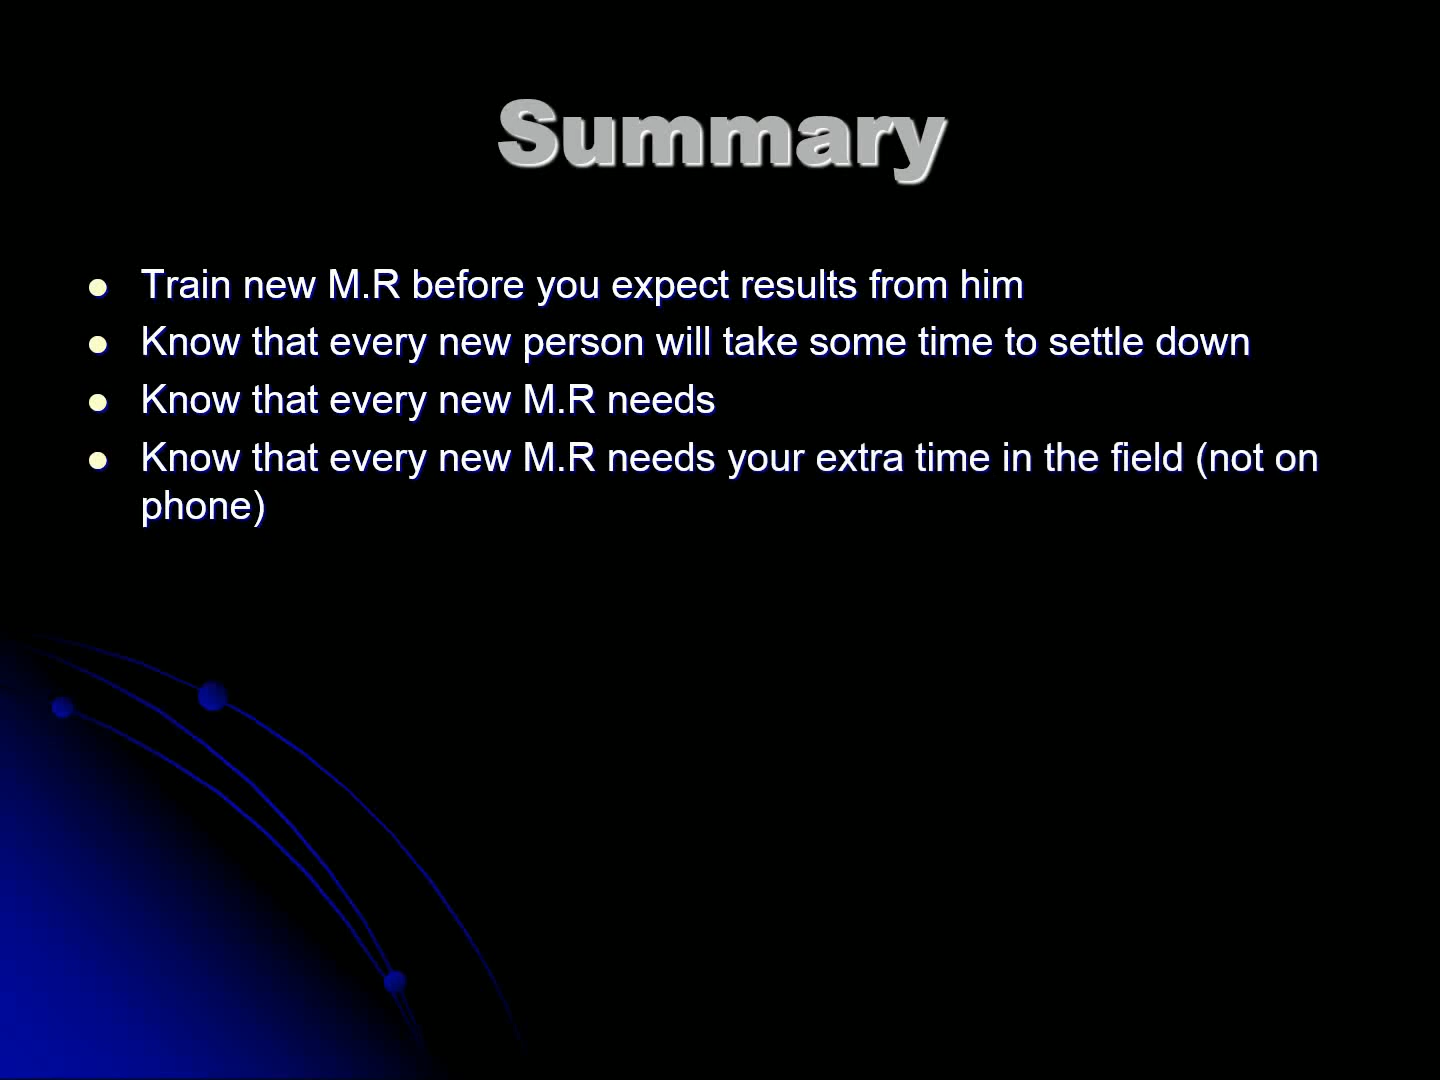 Summary
Train new M.R before you expect results from him
Know that every new person will take some time to settle down
Know that every new M.R needs
Know that every new M.R needs your extra time in the field (not on
phone)